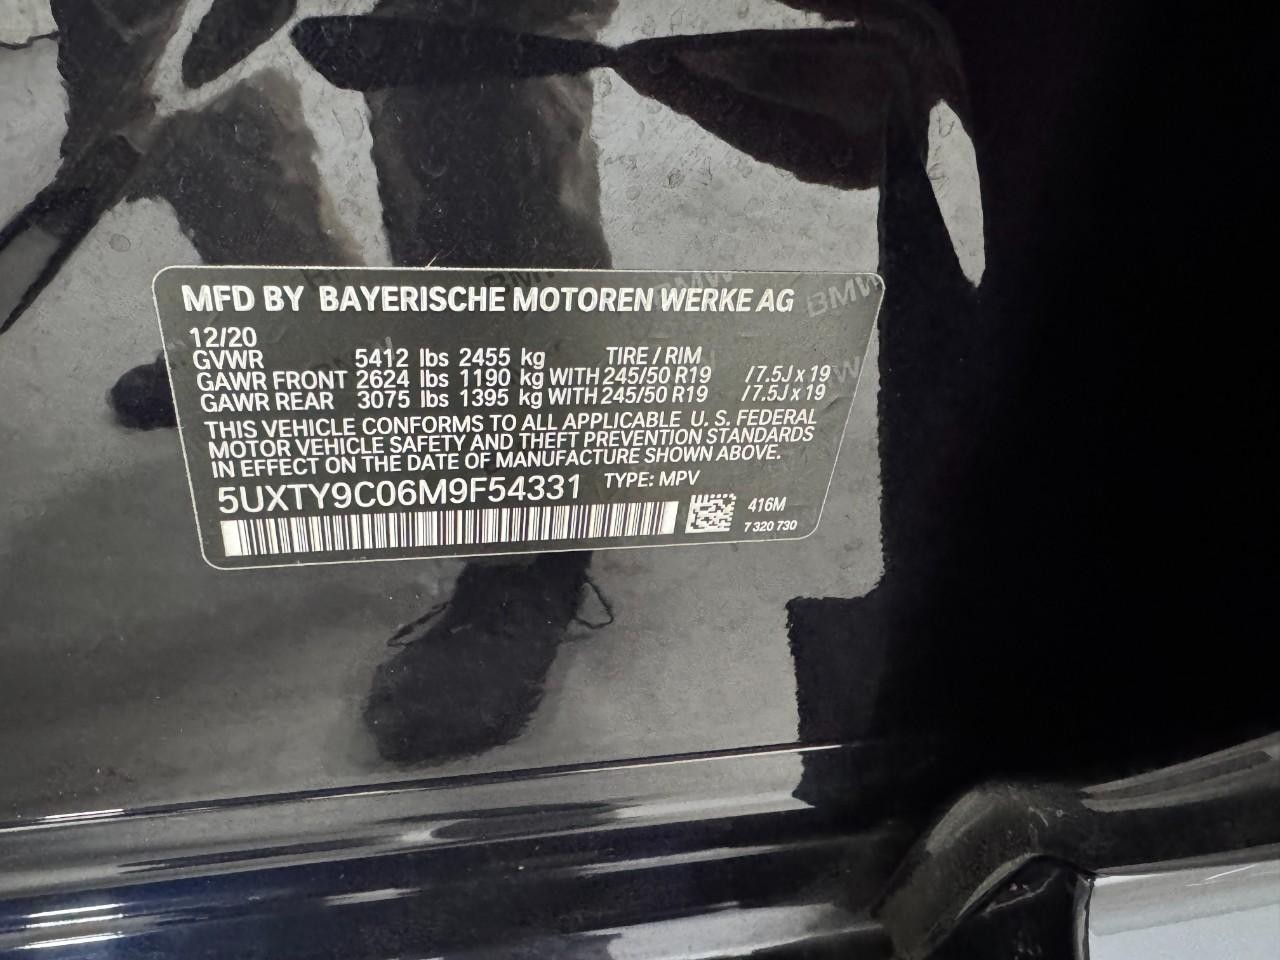 MFD BY BAYERISCHE MOTOREN WERKE AG
12/20
GVWR 5412 lbs 2455 kg TIRE / RIM
GAWR FRONT 2624 lbs 1190 kg WITH 245/50 R19 / 7.5J x 19
GAWR REAR 3075 lbs 1395 kg WITH 245/50 R19 / 7.5J x 19
THIS VEHICLE CONFORMS TO ALL APPLICABLE U. S. FEDERAL
MOTOR VEHICLE SAFETY AND THEFT PREVENTION STANDARDS
IN EFFECT ON THE DATE OF MANUFACTURE SHOWN ABOVE.
5UXTY9C06M9F54331 TYPE: MPV
416M
7 320 730
BMW
BMW
BMW